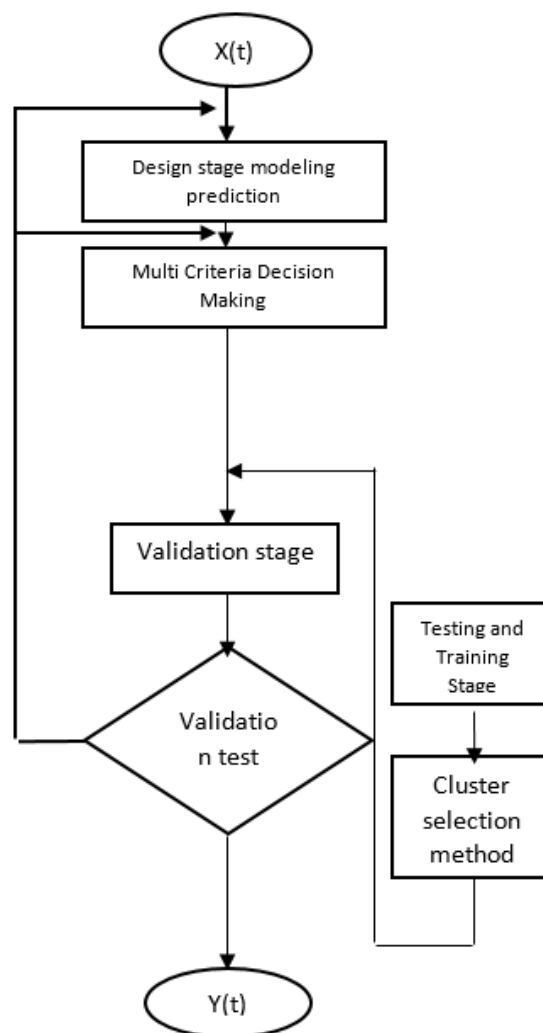 X(t)
Design stage modeling
prediction
Multi Criteria Decision
Making
Validation stage
Testing and
Training
Stage
Validatio
n test
Cluster
selection
method
Y(t)